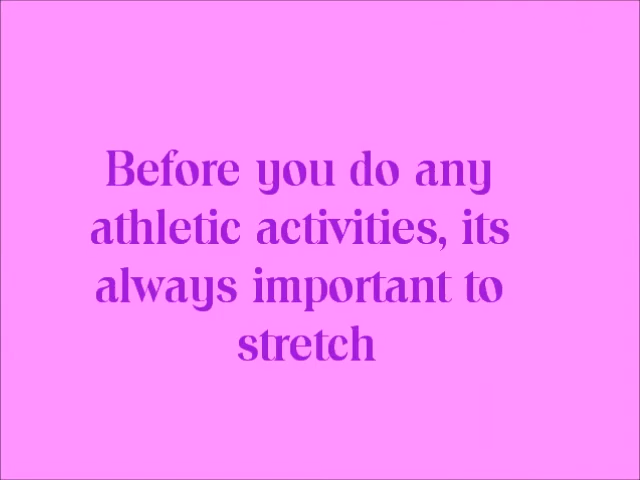 Before you do any
athletic activities, its
always important to
stretch